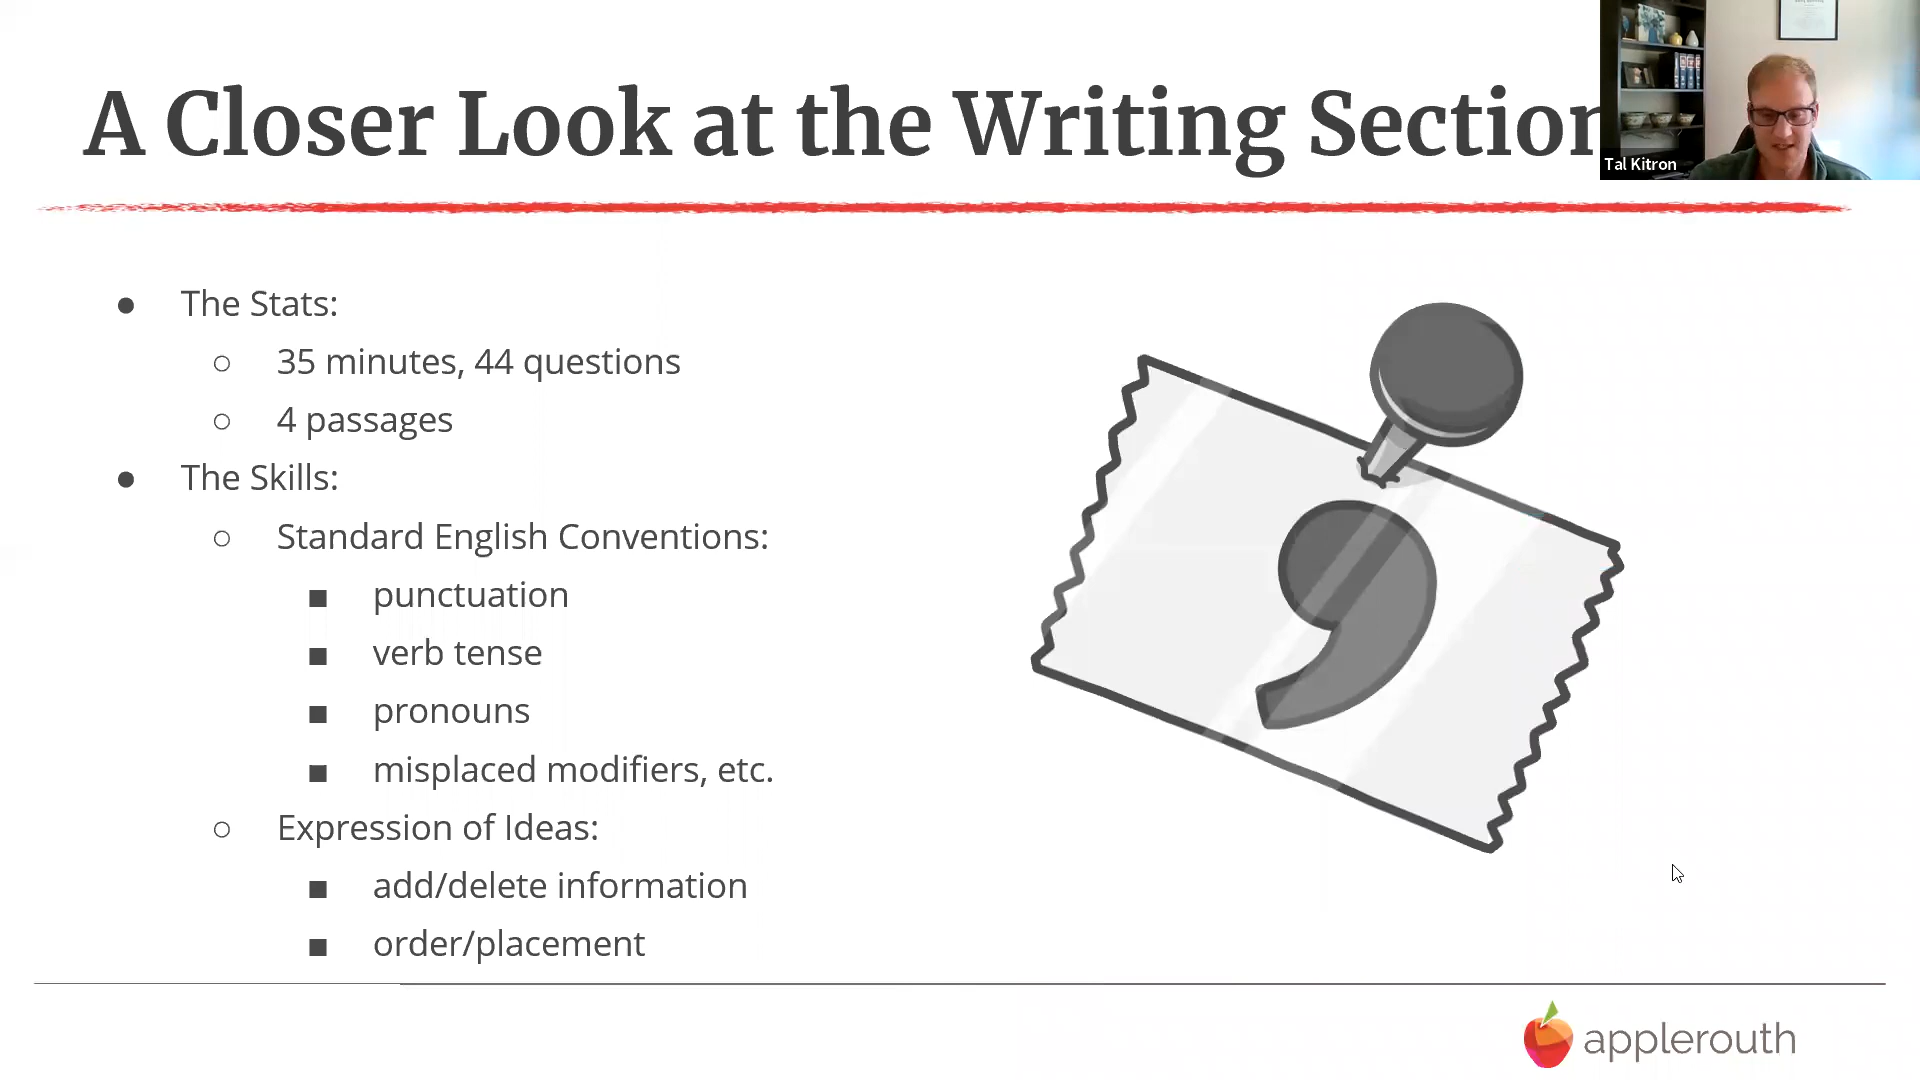 A Closer Look at the Writing Section
Tal Kitron
● The Stats:
○ 35 minutes, 44 questions
○ 4 passages
● The Skills:
○ Standard English Conventions:
■ punctuation
■ verb tense
■ pronouns
■ misplaced modifiers, etc.
○ Expression of Ideas:
■ add/delete information
■ order/placement
,
applerouth